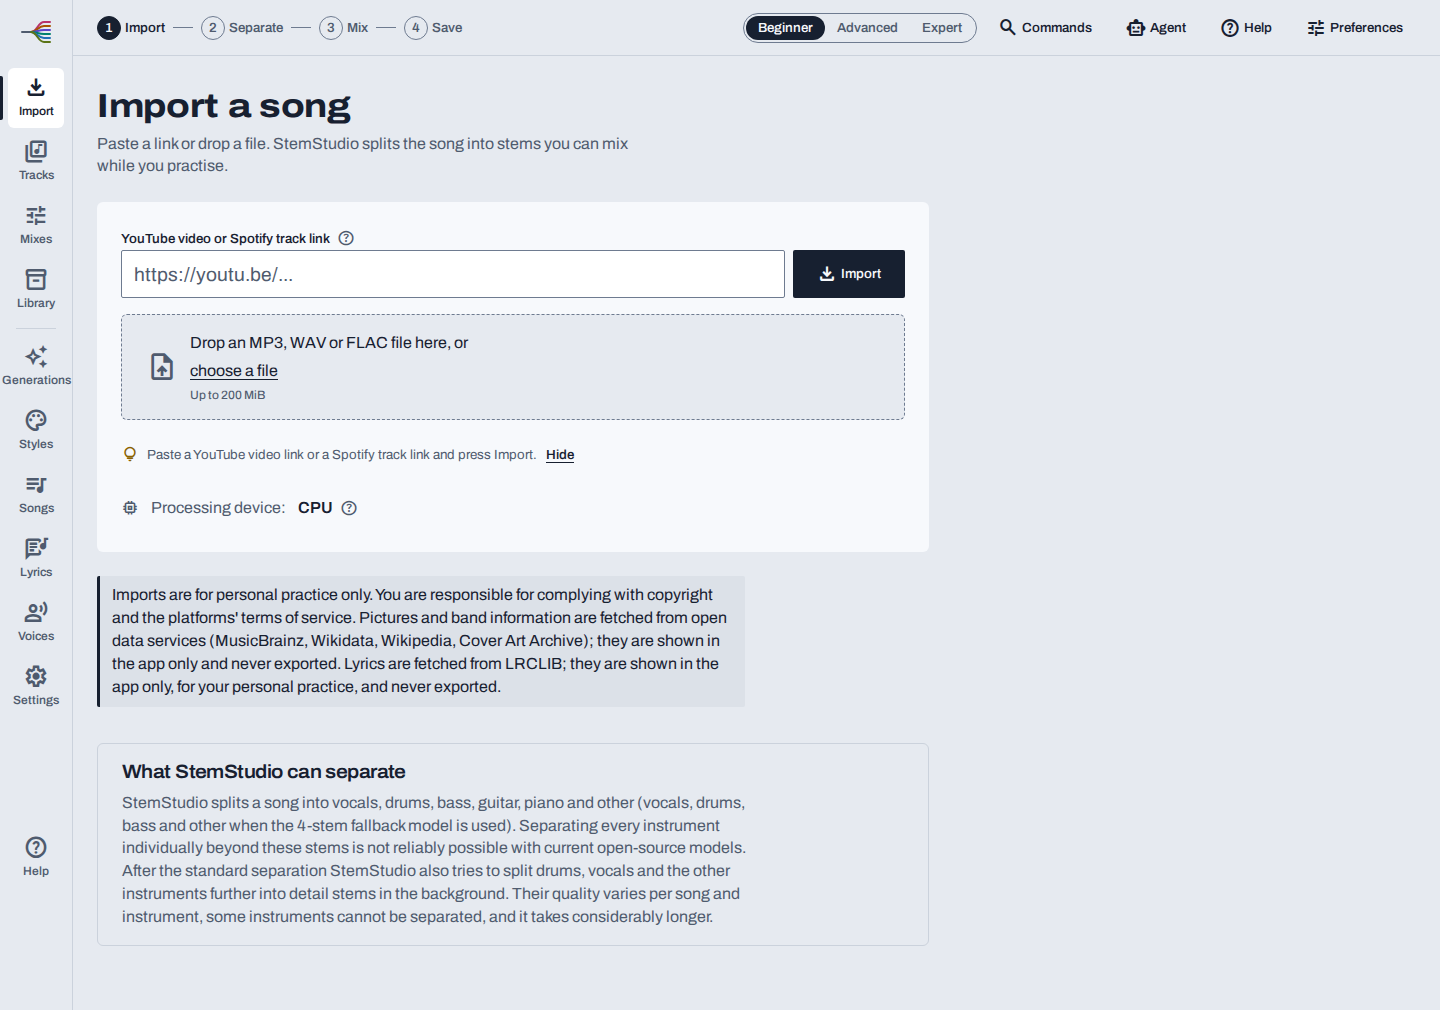 1 Import
2 Separate
3 Mix
4 Save
Beginner
Advanced
Expert
Commands
Agent
Help
Preferences
Import
Tracks
Mixes
Library
Generations
Styles
Songs
Lyrics
Voices
Settings
Help
Import a song
Paste a link or drop a file. StemStudio splits the song into stems you can mix
while you practise.
YouTube video or Spotify track link
https://youtu.be/...
Import
Drop an MP3, WAV or FLAC file here, or
choose a file
Up to 200 MiB
Paste a YouTube video link or a Spotify track link and press Import. Hide
Processing device: CPU
Imports are for personal practice only. You are responsible for complying with copyright
and the platforms' terms of service. Pictures and band information are fetched from open
data services (MusicBrainz, Wikidata, Wikipedia, Cover Art Archive); they are shown in
the app only and never exported. Lyrics are fetched from LRCLIB; they are shown in the
app only, for your personal practice, and never exported.
What StemStudio can separate
StemStudio splits a song into vocals, drums, bass, guitar, piano and other (vocals, drums,
bass and other when the 4-stem fallback model is used). Separating every instrument
individually beyond these stems is not reliably possible with current open-source models.
After the standard separation StemStudio also tries to split drums, vocals and the other
instruments further into detail stems in the background. Their quality varies per song and
instrument, some instruments cannot be separated, and it takes considerably longer.